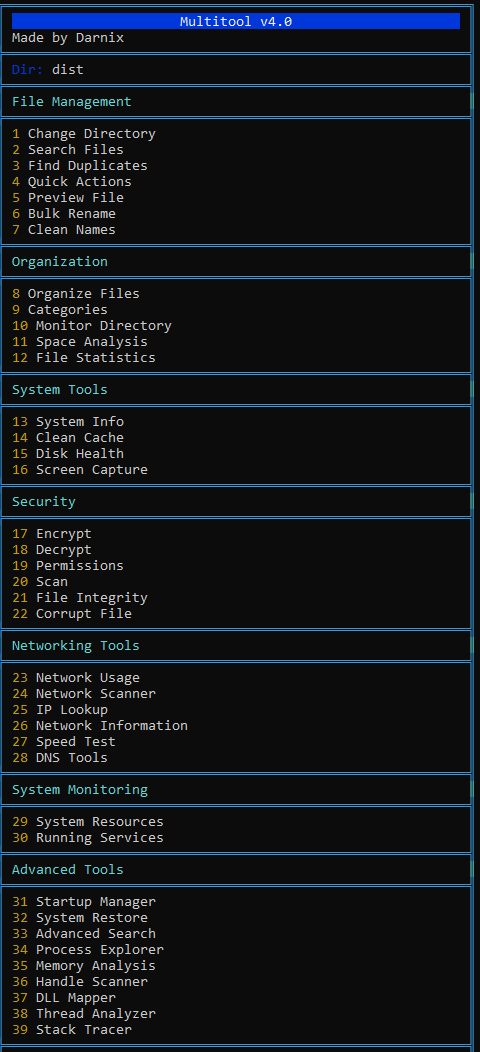 Multitool v4.0
Made by Darnix
Dir: dist
File Management
1 Change Directory
2 Search Files
3 Find Duplicates
4 Quick Actions
5 Preview File
6 Bulk Rename
7 Clean Names
Organization
8 Organize Files
9 Categories
10 Monitor Directory
11 Space Analysis
12 File Statistics
System Tools
13 System Info
14 Clean Cache
15 Disk Health
16 Screen Capture
Security
17 Encrypt
18 Decrypt
19 Permissions
20 Scan
21 File Integrity
22 Corrupt File
Networking Tools
23 Network Usage
24 Network Scanner
25 IP Lookup
26 Network Information
27 Speed Test
28 DNS Tools
System Monitoring
29 System Resources
30 Running Services
Advanced Tools
31 Startup Manager
32 System Restore
33 Advanced Search
34 Process Explorer
35 Memory Analysis
36 Handle Scanner
37 DLL Mapper
38 Thread Analyzer
39 Stack Tracer